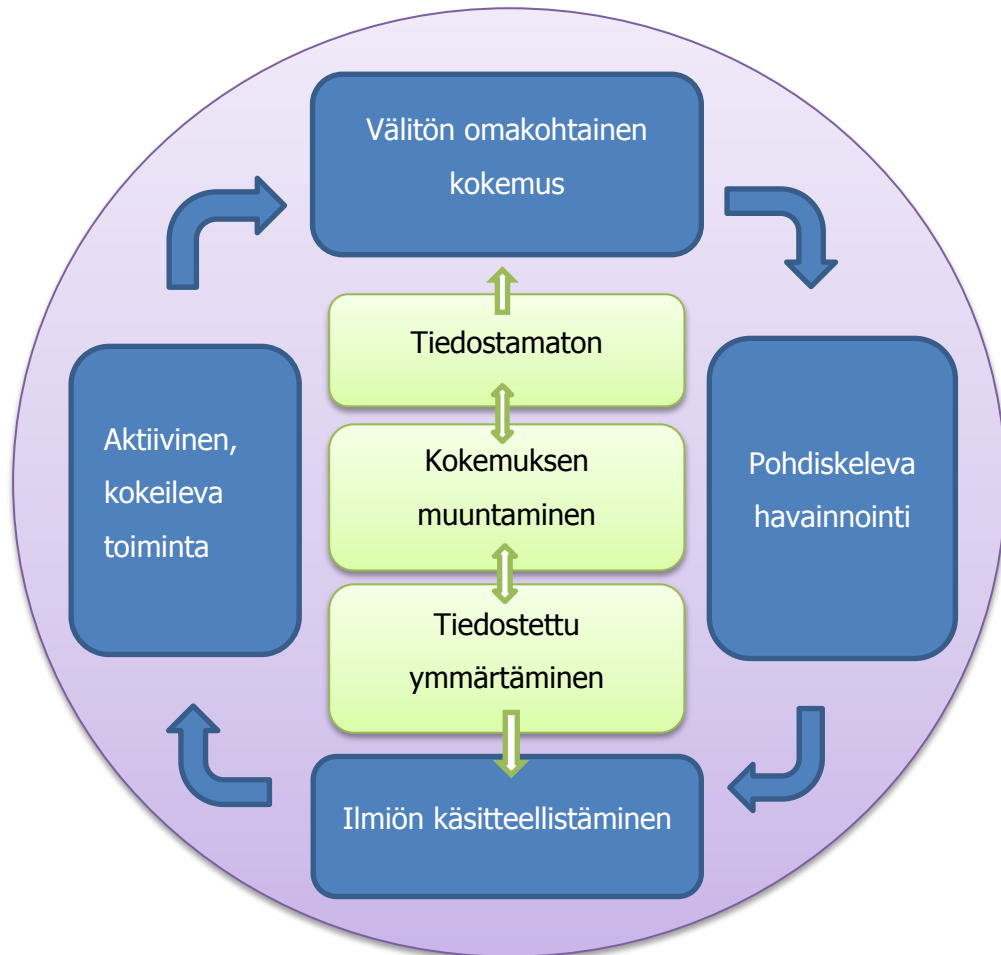 Välitön omakohtainen
kokemus
Tiedostamaton
Aktiivinen,
kokeileva
toiminta
Kokemuksen
muuntaminen
Pohdiskeleva
havainnointi
Tiedostettu
ymmärtäminen
Ilmiön käsitteellistäminen